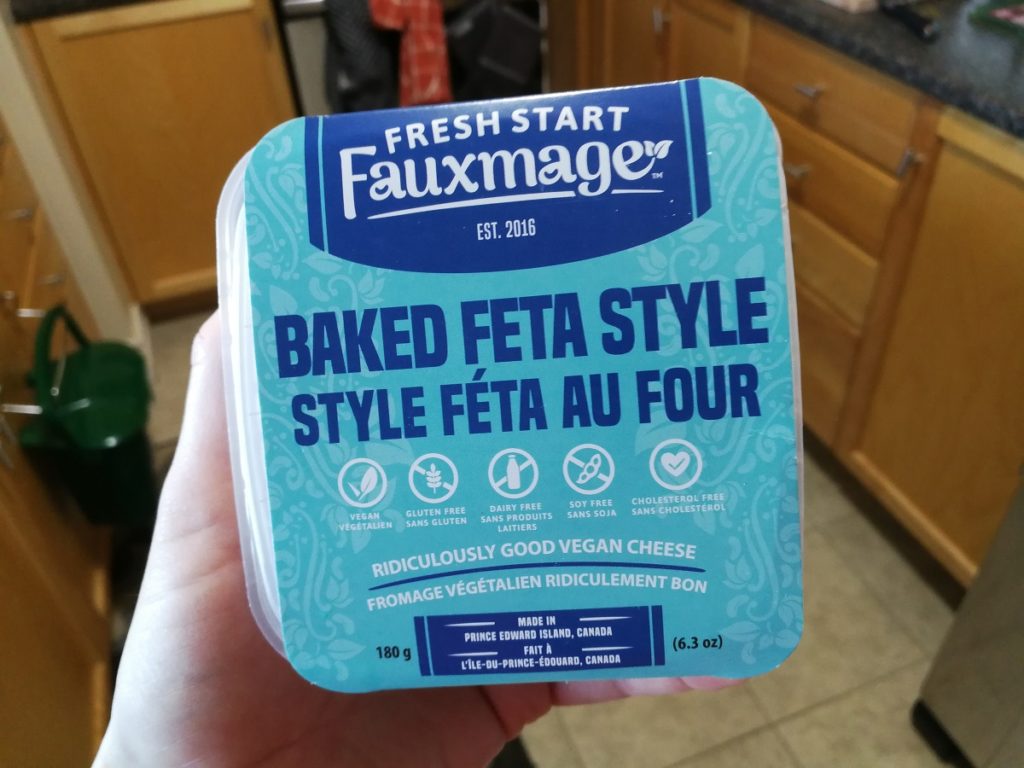 FRESH START
Fauxmage™
EST. 2016
BAKED FETA STYLE
STYLE FÉTA AU FOUR
VEGAN
VÉGÉTALIEN
GLUTEN FREE
SANS GLUTEN
DAIRY FREE
SANS PRODUITS
LAITIERS
SOY FREE
SANS SOJA
CHOLESTEROL FREE
SANS CHOLESTÉROL
RIDICULOUSLY GOOD VEGAN CHEESE
FROMAGE VÉGÉTALIEN RIDICULEMENT BON
180 g
MADE IN
PRINCE EDWARD ISLAND, CANADA
FAIT À
L'ÎLE-DU-PRINCE-ÉDOUARD, CANADA
(6.3 oz)